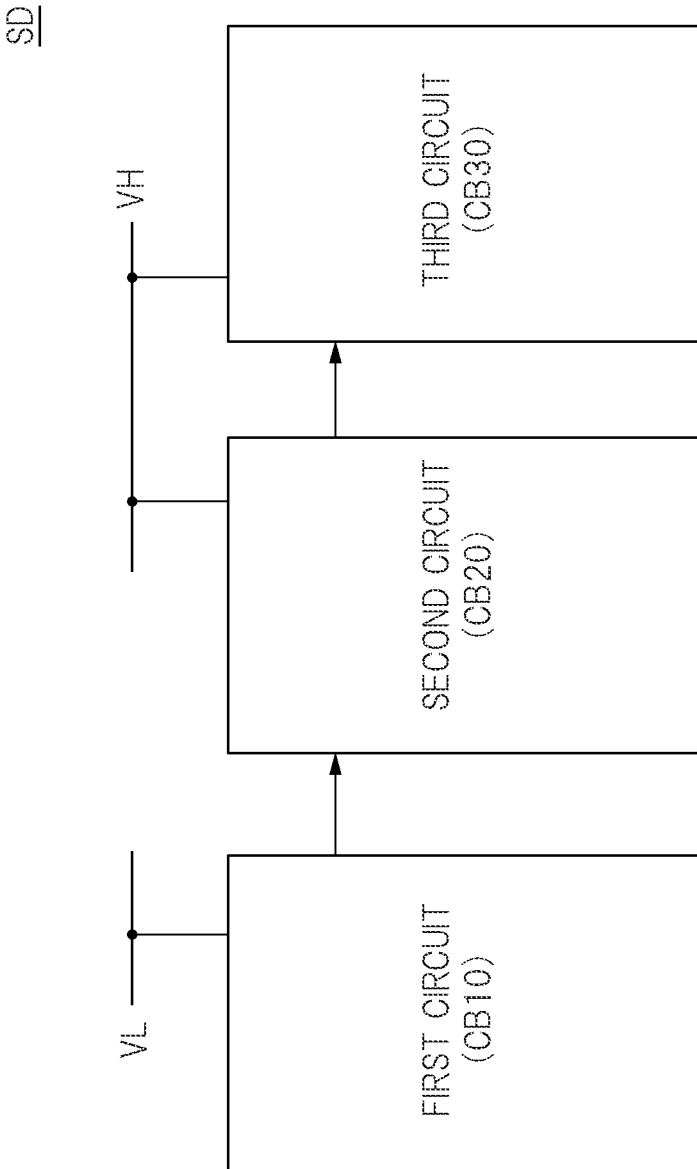 SD
VL
VH
FIRST CIRCUIT
(CB10)
SECOND CIRCUIT
(CB20)
THIRD CIRCUIT
(CB30)